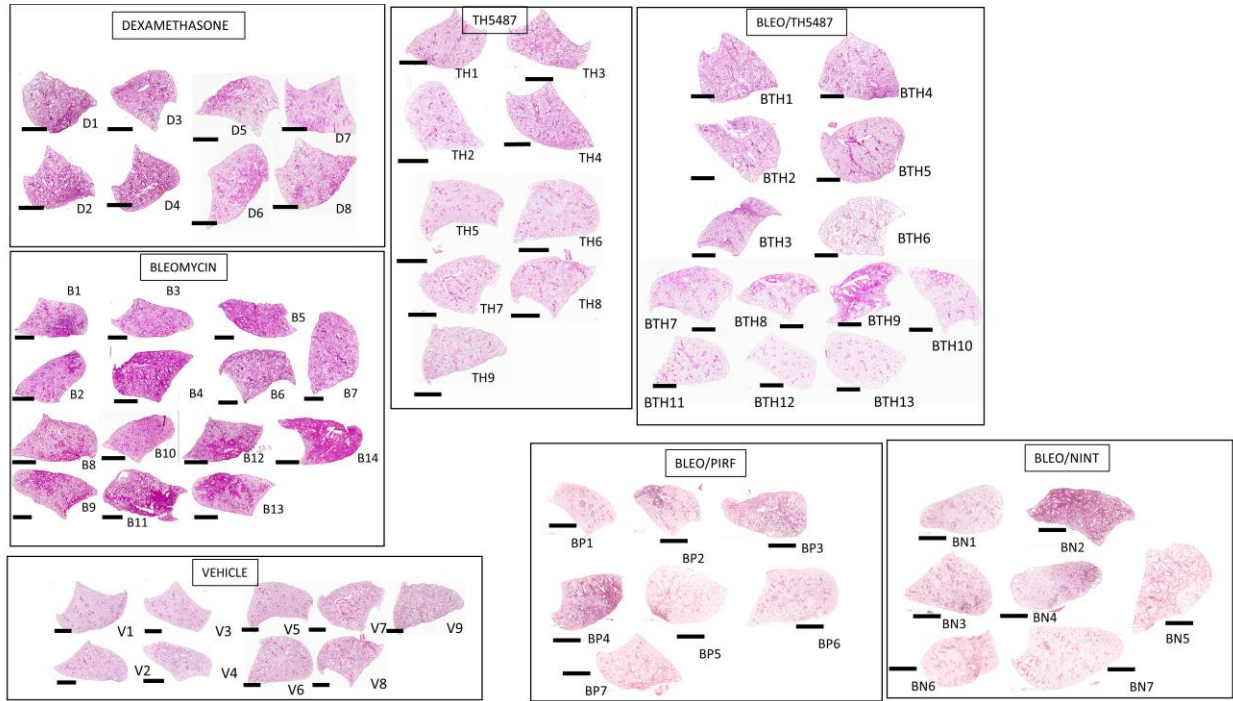 DEXAMETHASONE
D1
D3
D5
D7
D2
D4
D6
D8
TH5487
TH1
TH3
TH2
TH4
TH5
TH6
TH7
TH8
TH9
BLEO/TH5487
BTH1
BTH4
BTH2
BTH5
BTH3
BTH6
BTH7
BTH8
BTH9
BTH10
BTH11
BTH12
BTH13
BLEOMYCIN
B1
B3
B5
B2
B4
B6
B7
B8
B10
B12
B14
B9
B11
B13
VEHICLE
V1
V3
V5
V7
V9
V2
V4
V6
V8
BLEO/PIRF
BP1
BP2
BP3
BP4
BP5
BP6
BP7
BLEO/NINT
BN1
BN2
BN3
BN4
BN5
BN6
BN7